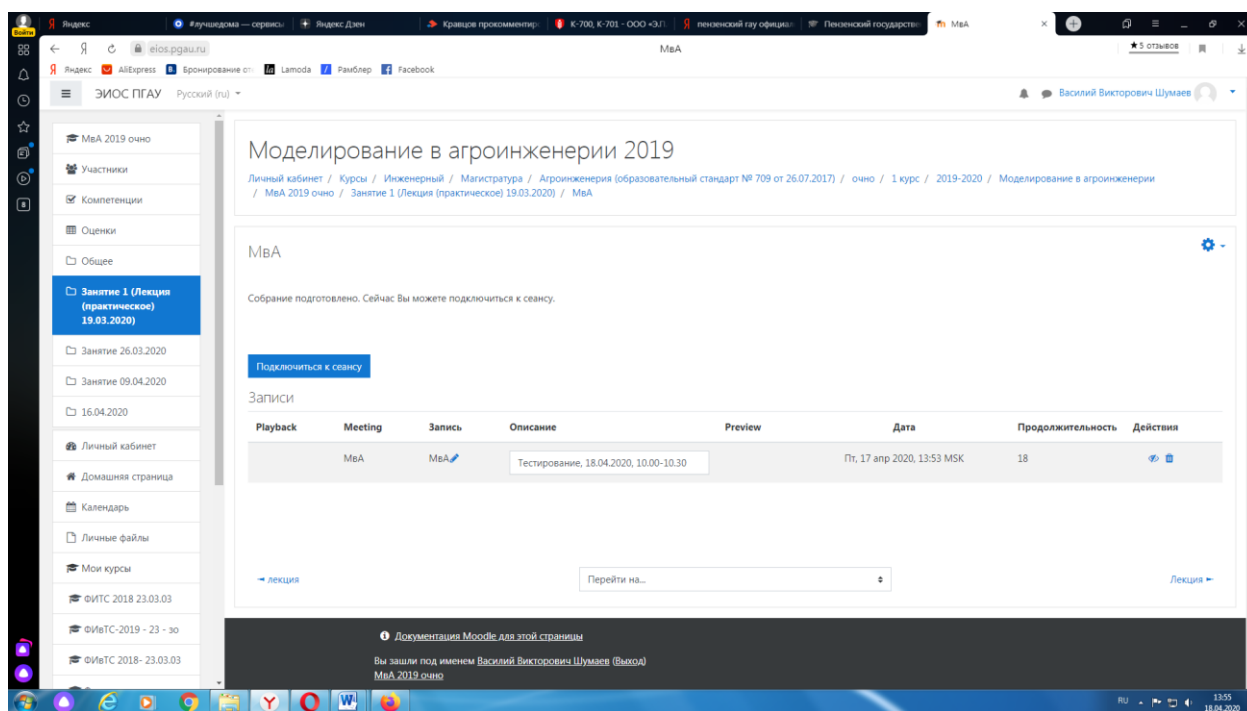 Яндекс
#лучшедома — сервисы
Яндекс.Дзен
Кравцов прокомментир
К-700, К-701 - ООО «З.Г.
пензенский гау официал
Пензенский государстве
МвА
Войти
eios.pgau.ru
МвА
★ 5 отзывов
Яндекс
AliExpress
Бронирование от
Lamoda
Рамблер
Facebook
ЭИОС ПГАУ Русский (ru)
Василий Викторович Шумаев
МвА 2019 очно
Участники
Компетенции
Оценки
Общее
Занятие 1 (Лекция
(практическое)
19.03.2020)
Занятие 26.03.2020
Занятие 09.04.2020
16.04.2020
Личный кабинет
Домашняя страница
Календарь
Личные файлы
Мои курсы
ФИТС 2018 23.03.03
ФИвТС-2019 - 23 - зо
ФИвТС 2018- 23.03.03
Моделирование в агроинженерии 2019
Личный кабинет / Курсы / Инженерный / Магистратура / Агроинженерия (образовательный стандарт № 709 от 26.07.2017) / очно / 1 курс / 2019-2020 / Моделирование в агроинженерии
/ МвА 2019 очно / Занятие 1 (Лекция (практическое) 19.03.2020) / МвА
МвА
Собрание подготовлено. Сейчас Вы можете подключиться к сеансу.
Подключиться к сеансу
Записи
Playback Meeting Запись Описание Preview Дата Продолжительность Действия
МвА МвА Тестирование, 18.04.2020, 10.00-10.30 Пт, 17 апр 2020, 13:53 MSK 18
◄ лекция
Перейти на...
Лекция ►
Документация Moodle для этой страницы
Вы зашли под именем Василий Викторович Шумаев (Выход)
МвА 2019 очно
RU
13:55
18.04.2020